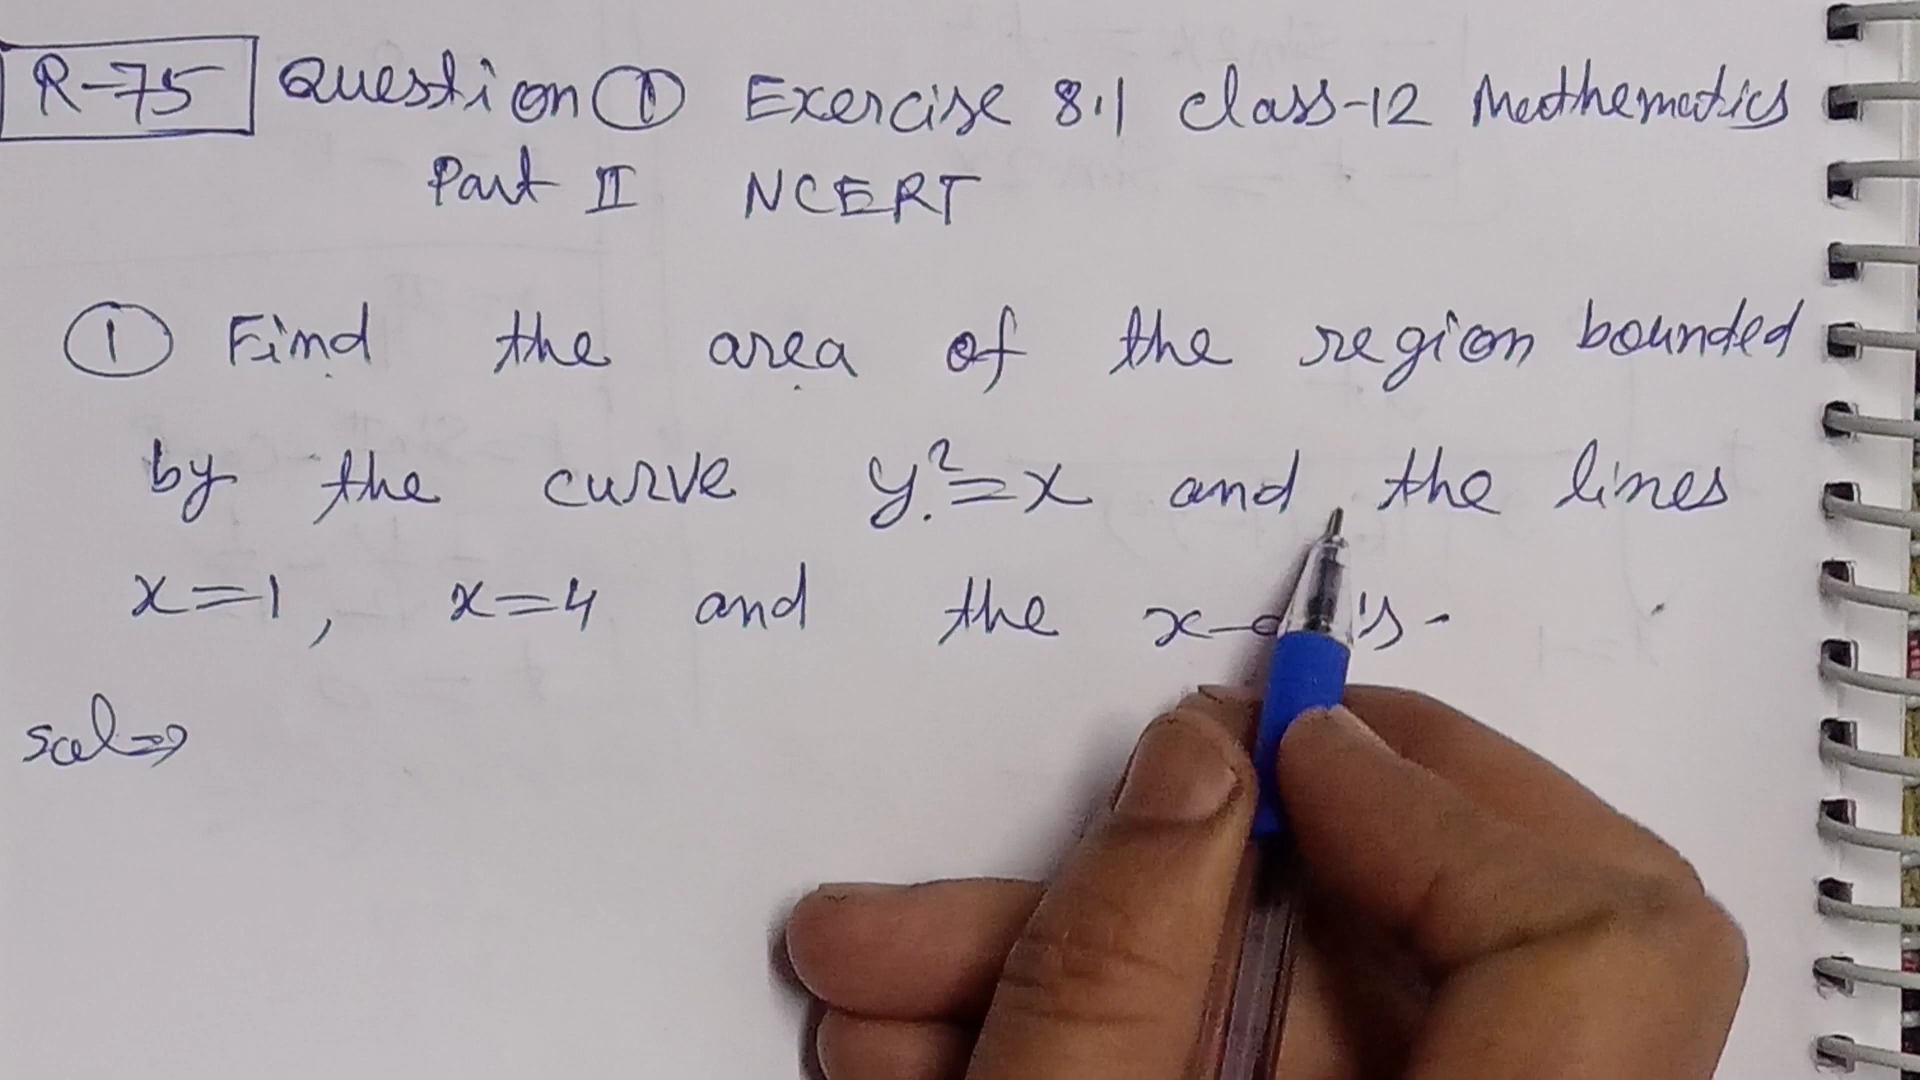 R-75 Question ① Exercise 8.1 class-12 Mathematics
Part II NCERT
① Find the area of the region bounded
by the curve y²=x and the lines
x=1, x=4 and the
sol⇒